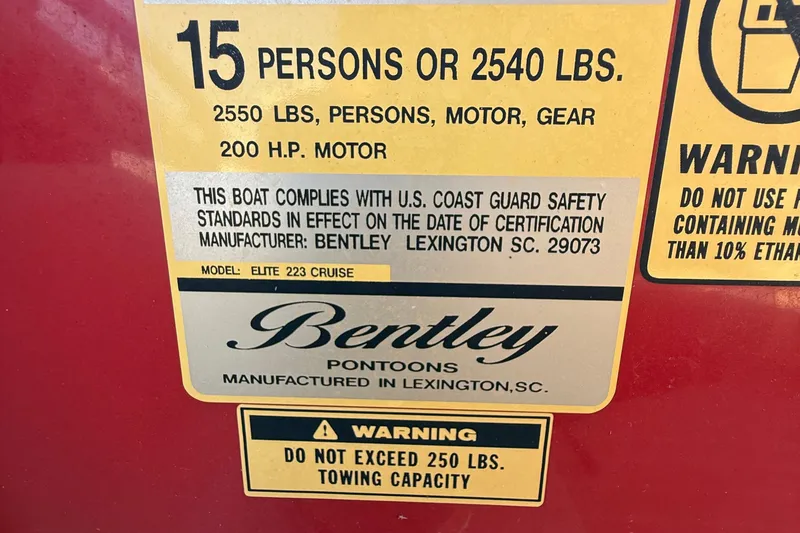 15 PERSONS OR 2540 LBS.
2550 LBS, PERSONS, MOTOR, GEAR
200 H.P. MOTOR
THIS BOAT COMPLIES WITH U.S. COAST GUARD SAFETY
STANDARDS IN EFFECT ON THE DATE OF CERTIFICATION
MANUFACTURER: BENTLEY LEXINGTON SC. 29073
MODEL: ELITE 223 CRUISE
Bentley
PONTOONS
MANUFACTURED IN LEXINGTON,SC.
WARNING
DO NOT EXCEED 250 LBS.
TOWING CAPACITY
DO NOT USE
CONTAINING
THAN 10%